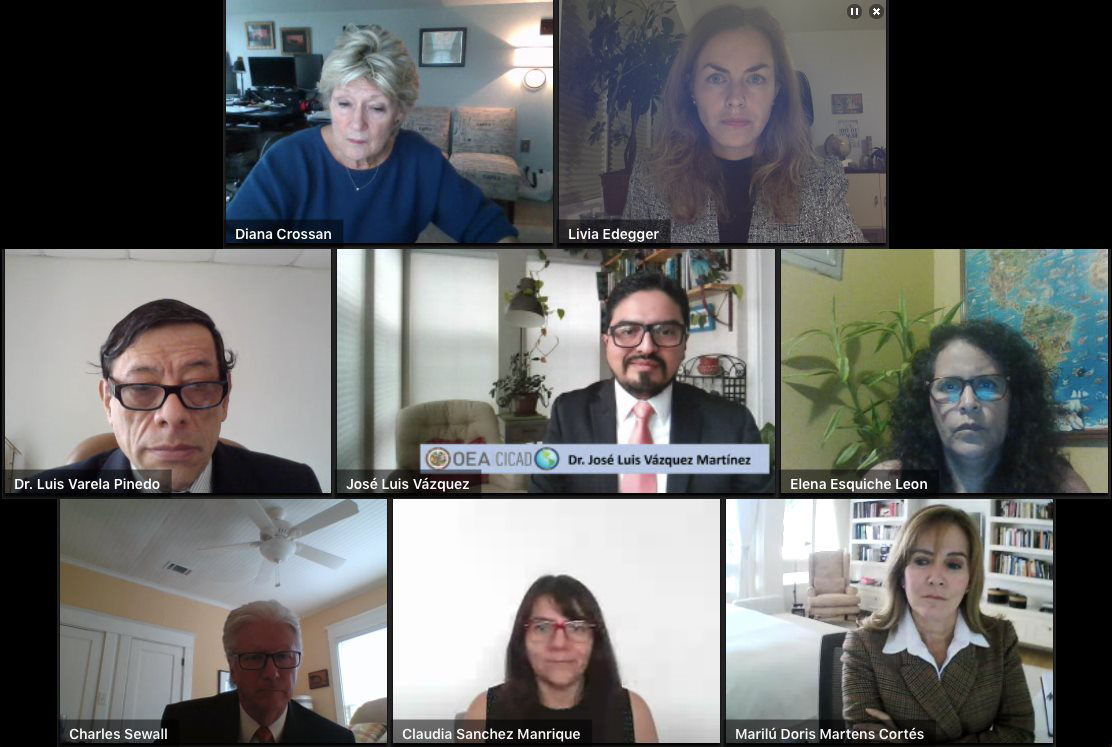 Diana Crossan
Livia Edegger
Dr. Luis Varela Pinedo
OEA CICAD Dr. José Luis Vázquez Martínez
José Luis Vázquez
Elena Esquiche Leon
Charles Sewall
Claudia Sanchez Manrique
Marilú Doris Martens Cortés